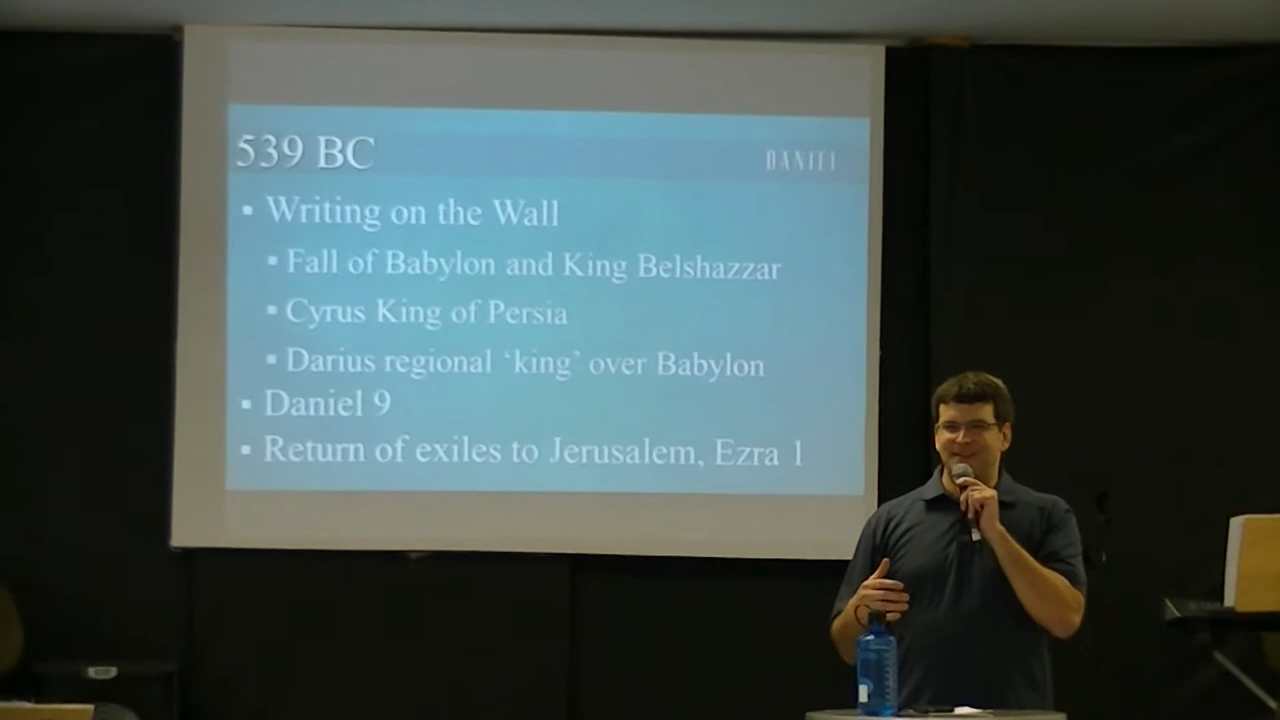 539 BC
DANIEL
▪ Writing on the Wall
▪ Fall of Babylon and King Belshazzar
▪ Cyrus King of Persia
▪ Darius regional ‘king’ over Babylon
▪ Daniel 9
▪ Return of exiles to Jerusalem, Ezra 1